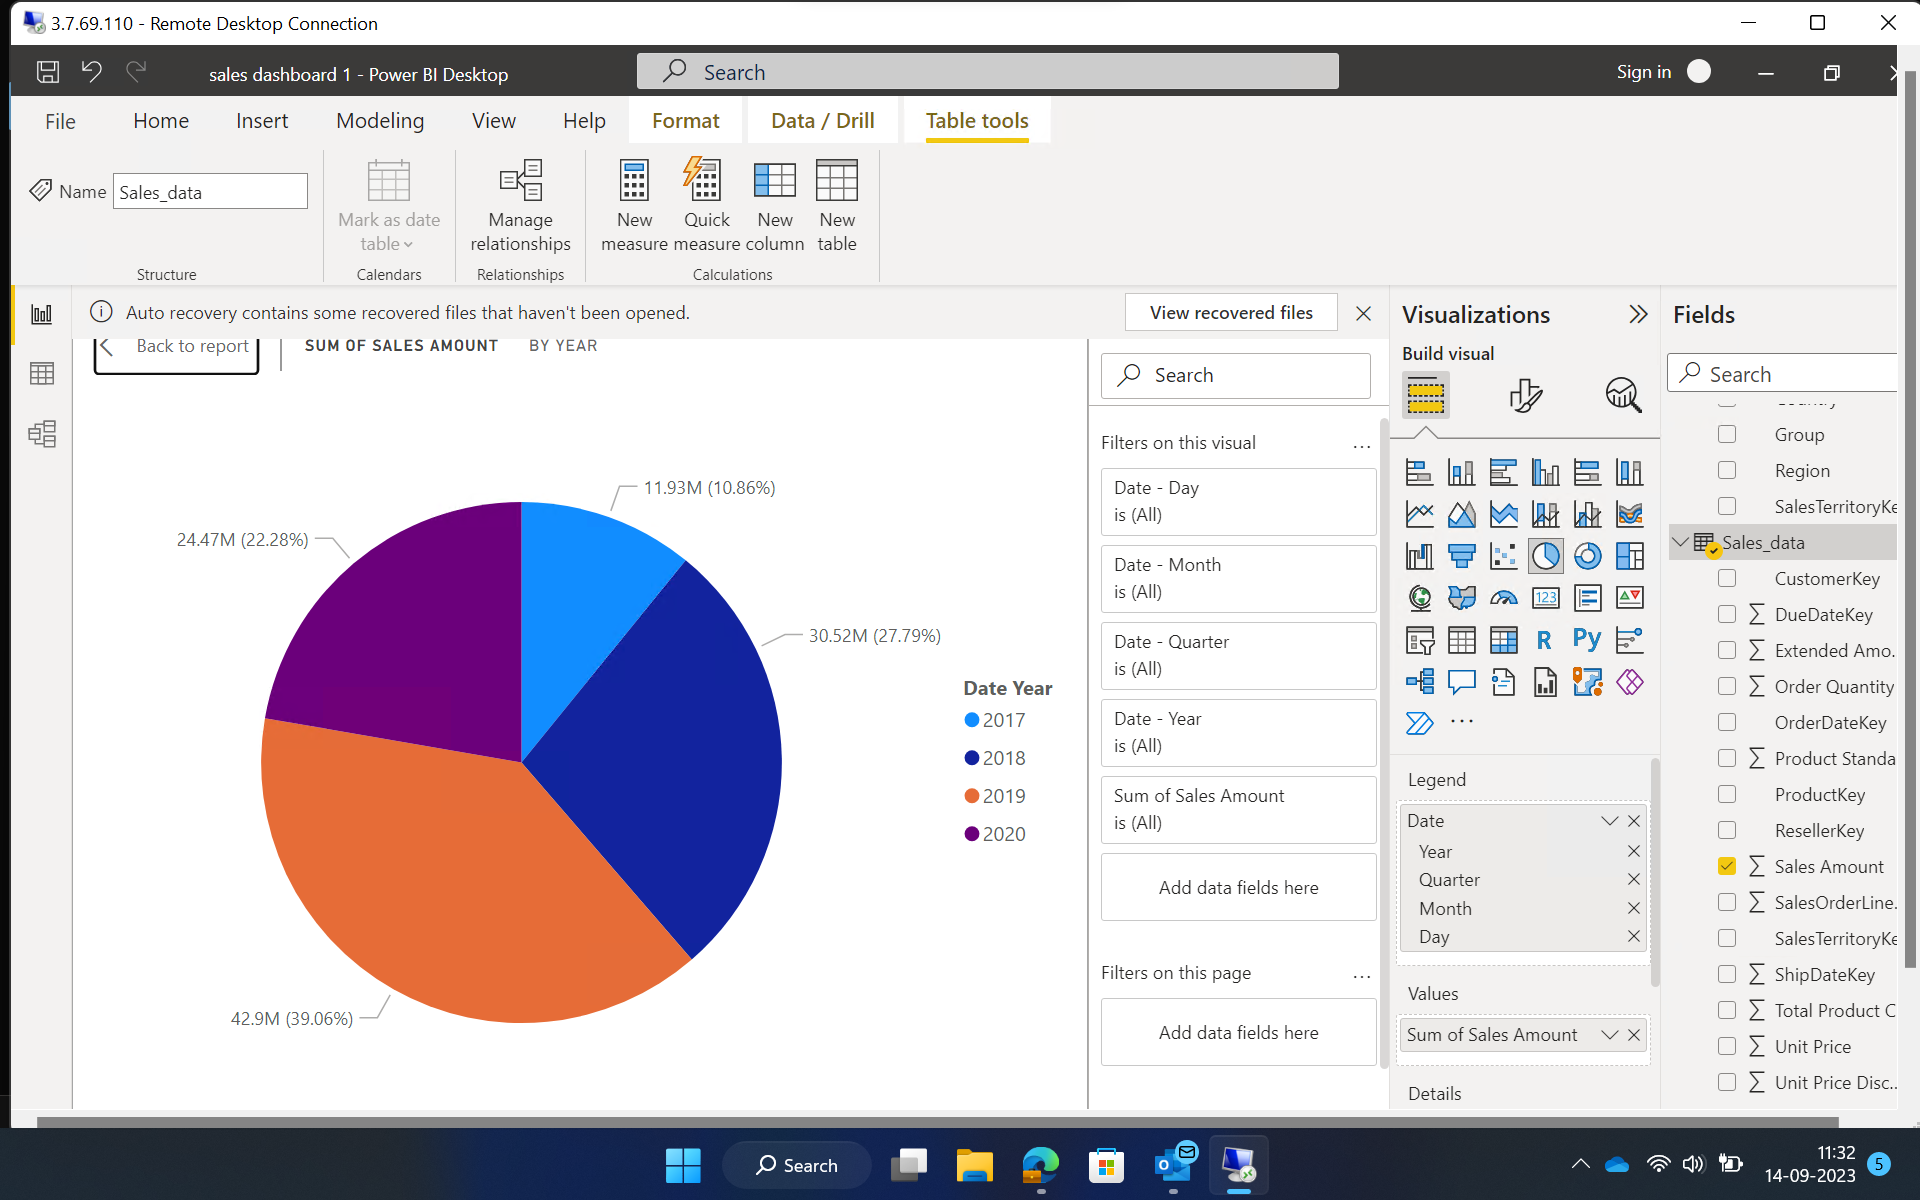 3.7.69.110 - Remote Desktop Connection
sales dashboard 1 - Power BI Desktop
Search
Sign in
File
Home
Insert
Modeling
View
Help
Format
Data / Drill
Table tools
Name
Sales_data
Structure
Mark as date
table
Calendars
Manage
relationships
Relationships
New
measure
Quick
measure
New
column
New
table
Calculations
Auto recovery contains some recovered files that haven't been opened.
View recovered files
Back to report
SUM OF SALES AMOUNT
BY YEAR
11.93M (10.86%)
24.47M (22.28%)
30.52M (27.79%)
42.9M (39.06%)
Date Year
2017
2018
2019
2020
Search
Filters on this visual
...
Date - Day
is (All)
Date - Month
is (All)
Date - Quarter
is (All)
Date - Year
is (All)
Sum of Sales Amount
is (All)
Add data fields here
Filters on this page
...
Add data fields here
Visualizations
Build visual
123
R
Py
...
Legend
Date
Year
Quarter
Month
Day
Values
Sum of Sales Amount
Details
Fields
Search
Group
Region
SalesTerritoryKe
Sales_data
CustomerKey
DueDateKey
Extended Amo.
Order Quantity
OrderDateKey
Product Standa
ProductKey
ResellerKey
Sales Amount
SalesOrderLine.
SalesTerritoryKe
ShipDateKey
Total Product C
Unit Price
Unit Price Disc..
Search
11:32
14-09-2023
5